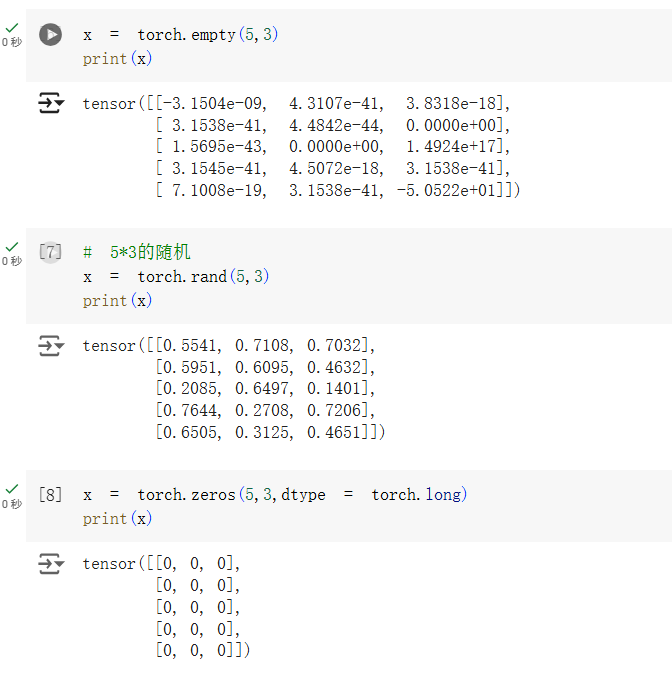 0秒
x = torch.empty(5,3)
print(x)
tensor([[-3.1504e-09, 4.3107e-41, 3.8318e-18],
[ 3.1538e-41, 4.4842e-44, 0.0000e+00],
[ 1.5695e-43, 0.0000e+00, 1.4924e+17],
[ 3.1545e-41, 4.5072e-18, 3.1538e-41],
[ 7.1008e-19, 3.1538e-41, -5.0522e+01]])
0秒
[7]
# 5*3的随机
x = torch.rand(5,3)
print(x)
tensor([[0.5541, 0.7108, 0.7032],
[0.5951, 0.6095, 0.4632],
[0.2085, 0.6497, 0.1401],
[0.7644, 0.2708, 0.7206],
[0.6505, 0.3125, 0.4651]])
0秒
[8]
x = torch.zeros(5,3,dtype = torch.long)
print(x)
tensor([[0, 0, 0],
[0, 0, 0],
[0, 0, 0],
[0, 0, 0],
[0, 0, 0]])